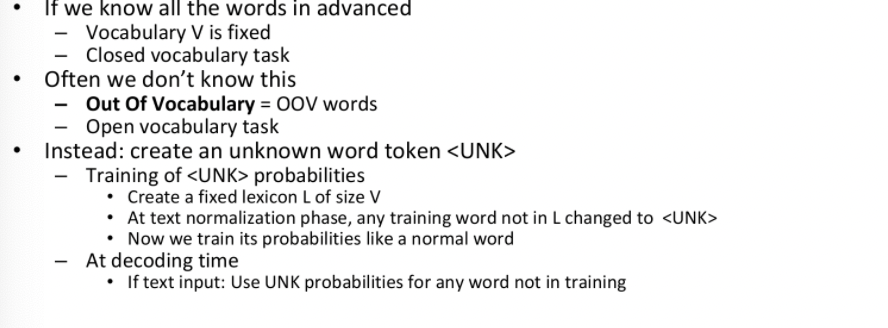 • If we know all the words in advanced
– Vocabulary V is fixed
– Closed vocabulary task
• Often we don't know this
– Out Of Vocabulary = OOV words
– Open vocabulary task
• Instead: create an unknown word token <UNK>
– Training of <UNK> probabilities
• Create a fixed lexicon L of size V
• At text normalization phase, any training word not in L changed to <UNK>
• Now we train its probabilities like a normal word
– At decoding time
• If text input: Use UNK probabilities for any word not in training